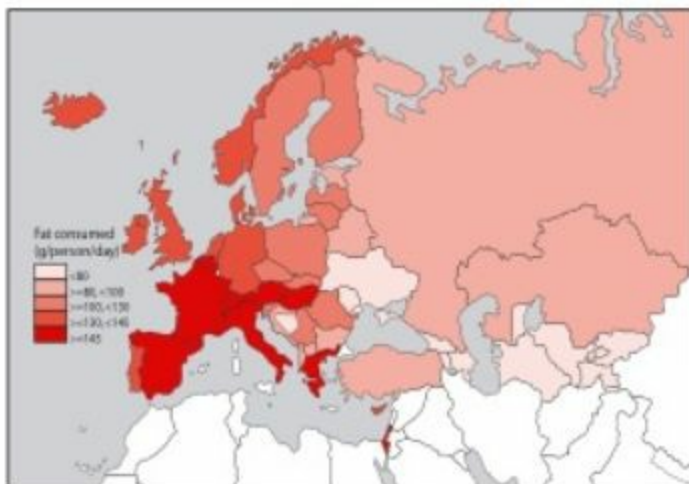 Fat consumed
(g/person/day)
<80
>=80,<100
>=100,<130
>=130,<145
>=145